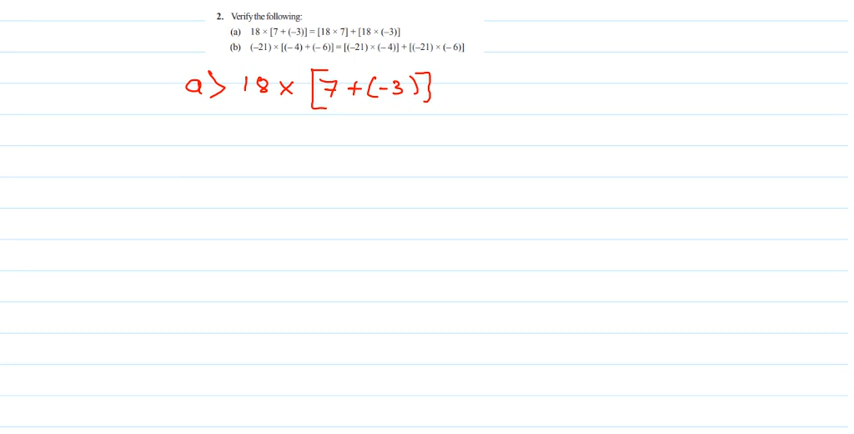 2. Verify the following:
(a) 18 × [7 + (–3)] = [18 × 7] + [18 × (–3)]
(b) (–21) × [(– 4) + (– 6)] = [(–21) × (– 4)] + [(–21) × (– 6)]
a> 18 × [7 + (-3)]